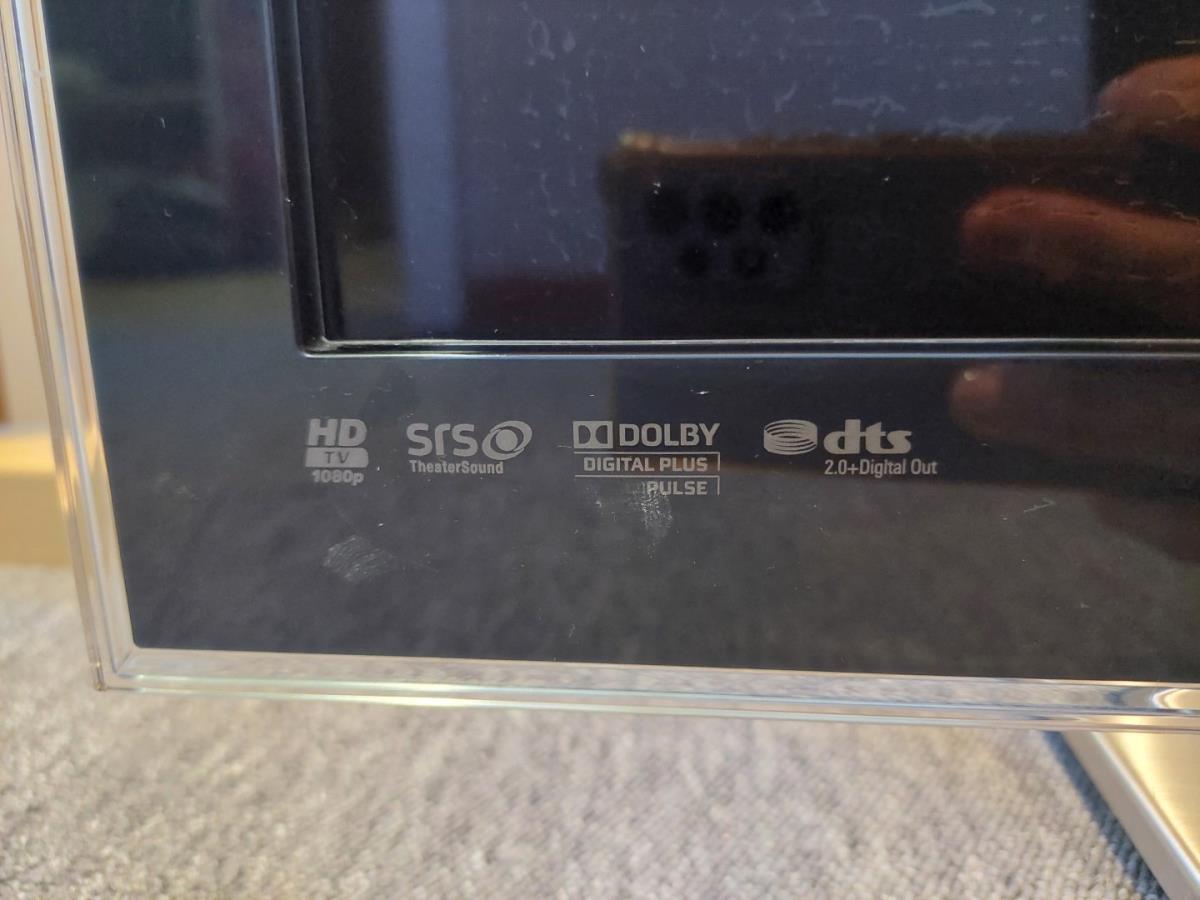 HD
TV
1080p
SRS
TheaterSound
DOLBY
DIGITAL PLUS
PULSE
dts
2.0+Digital Out